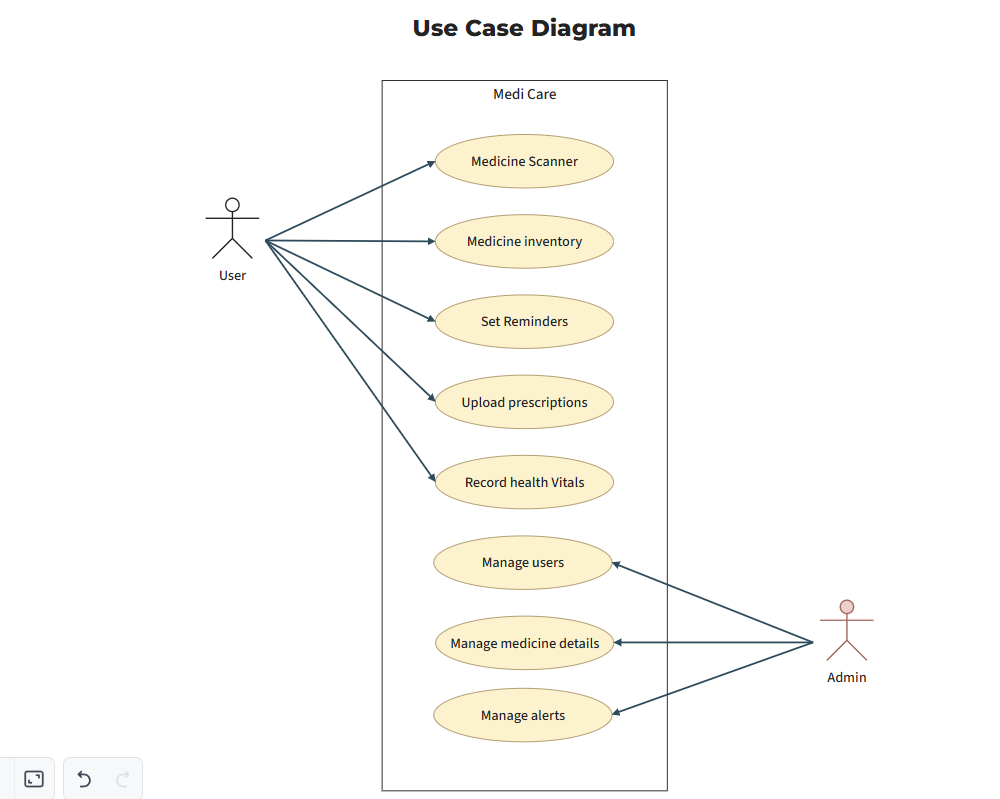 Use Case Diagram
Medi Care
Medicine Scanner
Medicine inventory
User
Set Reminders
Upload prescriptions
Record health Vitals
Manage users
Manage medicine details
Admin
Manage alerts